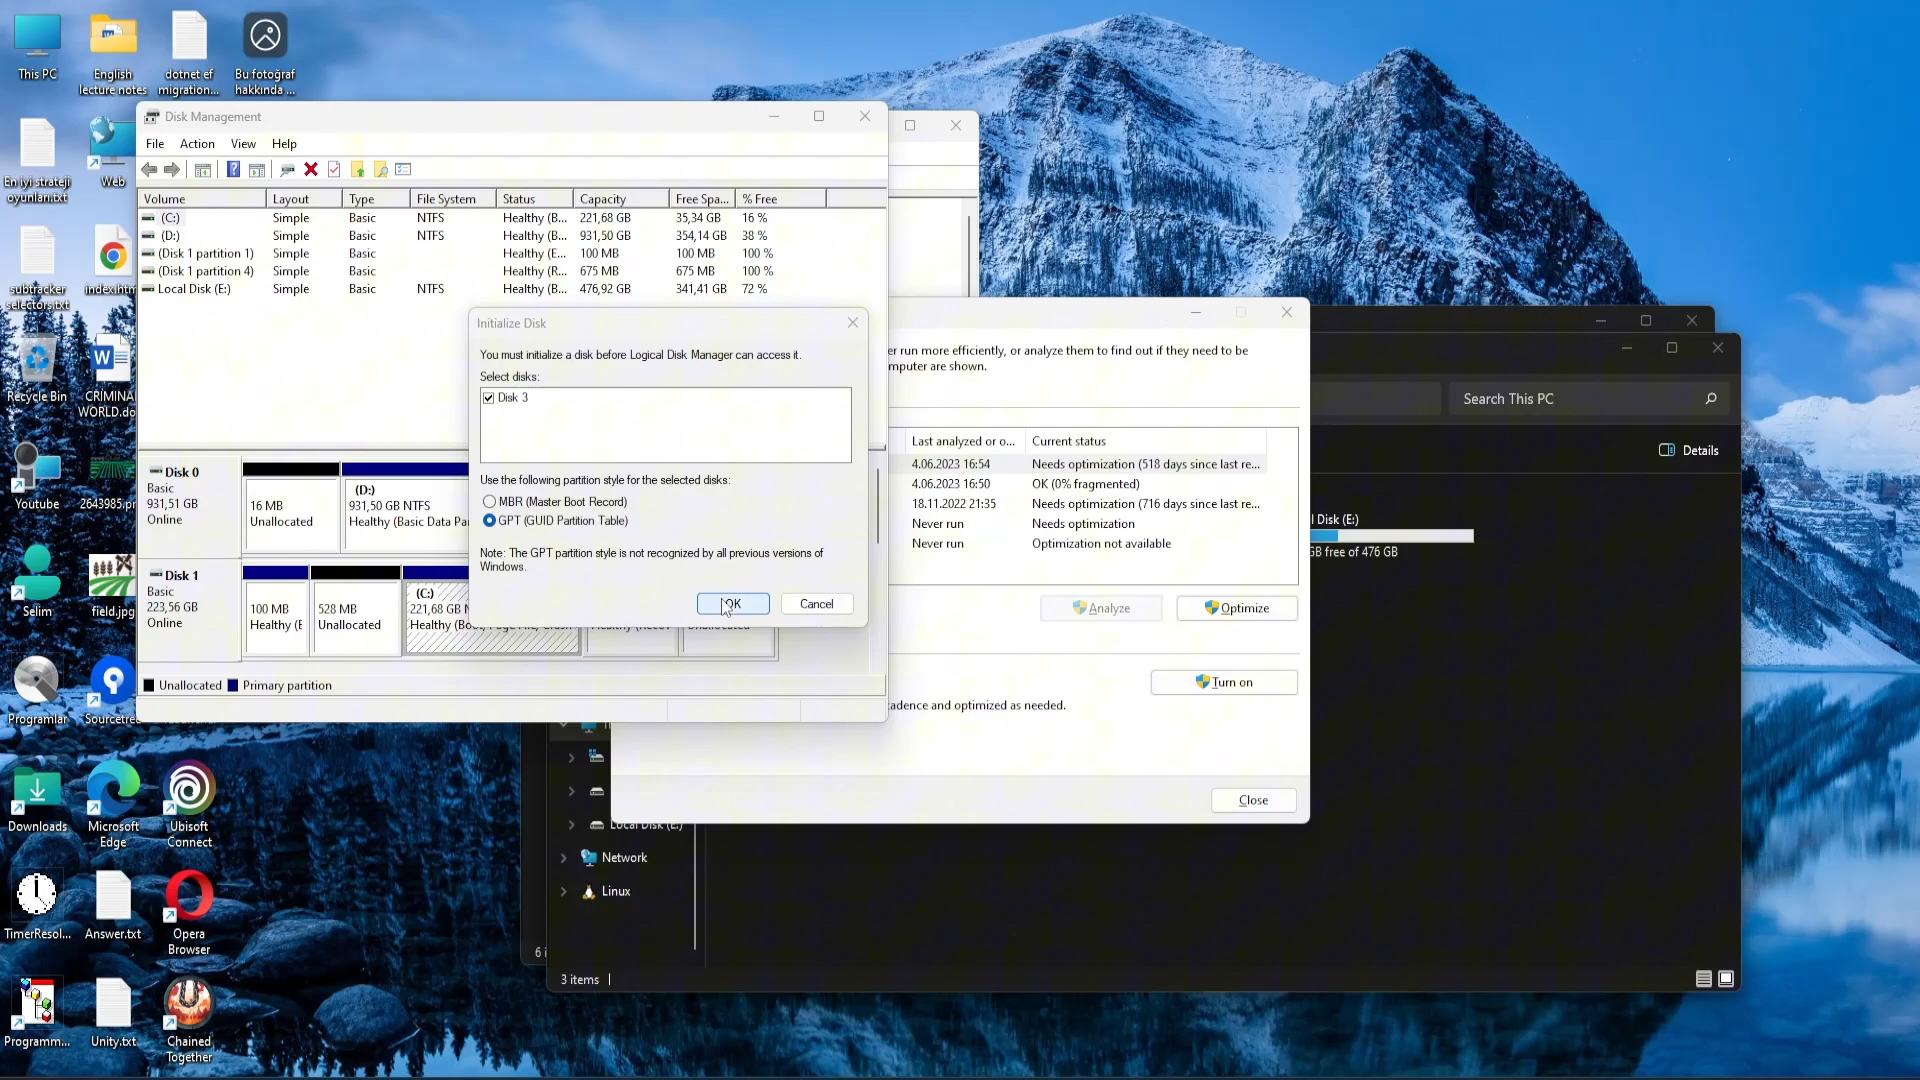 This PC
English
lecture notes
dotnet ef
migration...
Bu fotoğraf
hakkında ...
En iyi strateji
oyunları.txt
Web
subtracker
selectors.txt
index.htm
Recycle Bin
CRIMINA
WORLD.do
Youtube
2643985.pr
Selim
field.jpg
Programlar
Sourcetre
Downloads
Microsoft
Edge
Ubisoft
Connect
TimerResol...
Answer.txt
Opera
Browser
Programm...
Unity.txt
Chained
Together
Disk Management
File Action View Help
Volume Layout Type File System Status Capacity Free Spa... % Free
(C:) Simple Basic NTFS Healthy (B... 221,68 GB 35,34 GB 16 %
(D:) Simple Basic NTFS Healthy (B... 931,50 GB 354,14 GB 38 %
(Disk 1 partition 1) Simple Basic Healthy (E... 100 MB 100 MB 100 %
(Disk 1 partition 4) Simple Basic Healthy (R... 675 MB 675 MB 100 %
Local Disk (E:) Simple Basic NTFS Healthy (B... 476,92 GB 341,41 GB 72 %
Disk 0
Basic
931,51 GB
Online
16 MB
Unallocated
(D:)
931,50 GB NTFS
Healthy (Basic Data Pa
Disk 1
Basic
223,56 GB
Online
100 MB
Healthy (E
528 MB
Unallocated
(C:)
221,68 GB N
Unallocated Primary partition
Initialize Disk
You must initialize a disk before Logical Disk Manager can access it.
Select disks:
Disk 3
Use the following partition style for the selected disks:
MBR (Master Boot Record)
GPT (GUID Partition Table)
Note: The GPT partition style is not recognized by all previous versions of
Windows.
OK Cancel
er run more efficiently, or analyze them to find out if they need to be
mputer are shown.
Last analyzed or o... Current status
4.06.2023 16:54 Needs optimization (518 days since last re...
4.06.2023 16:50 OK (0% fragmented)
18.11.2022 21:35 Needs optimization (716 days since last re...
Never run Needs optimization
Never run Optimization not available
Analyze Optimize
Turn on
cadence and optimized as needed.
Close
Search This PC
Details
l Disk (E:)
GB free of 476 GB
Local Disk (E:)
Network
Linux
6 i
3 items